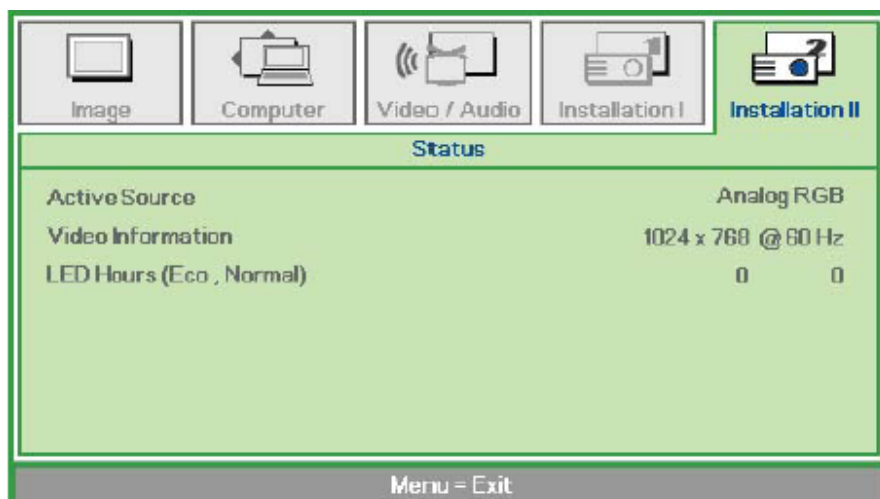 Image
Computer
Video / Audio
Installation I
2
Installation II
Status
Active Source Analog RGB
Video Information 1024 x 768 @ 60 Hz
LED Hours (Eco , Normal) 0 0
Menu = Exit